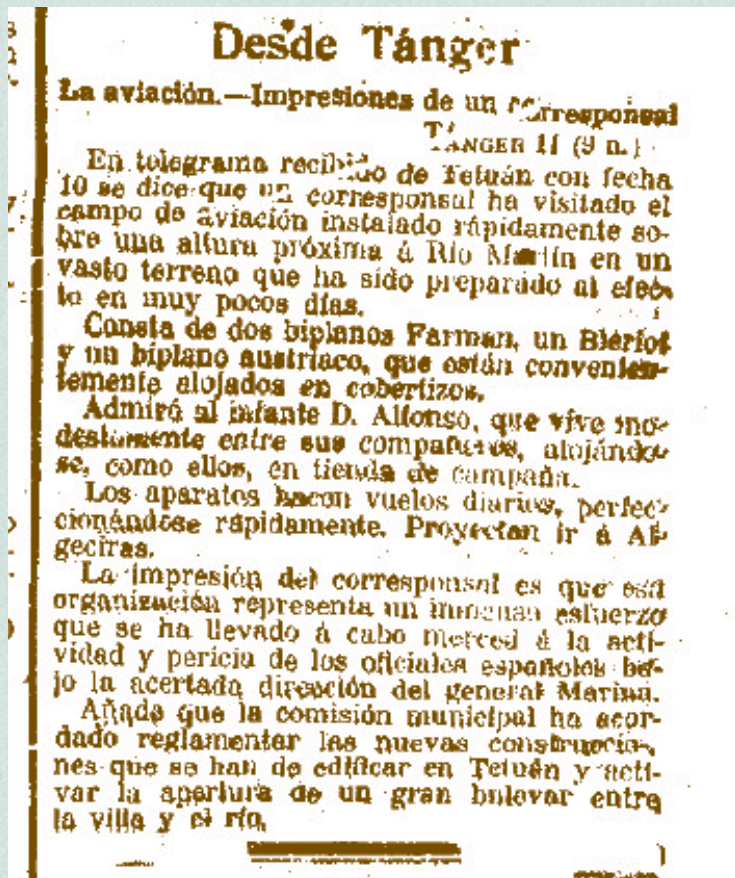 Desde Tánger
La aviación.—Impresiones de un corresponsal
TÁNGER 11 (9 n.)
En telegrama recibido de Tetuán con fecha
10 se dice que un corresponsal ha visitado el
campo de aviación instalado rápidamente so-
bre una altura próxima á Río Martín en un
vasto terreno que ha sido preparado al efec-
to en muy pocos días.
Consta de dos biplanos Farman, un Blériot
y un biplano austriaco, que están convenien-
temente alojados en cobertizos.
Admiró al infante D. Alfonso, que vive mo-
destamente entre sus compañeros, alojándo-
se, como ellos, en tienda de campaña.
Los aparatos hacen vuelos diarios, perfec-
cionándose rápidamente. Proyectan ir á Al-
geciras.
La impresión del corresponsal es que esta
organización representa un inmenso esfuerzo
que se ha llevado á cabo merced á la acti-
vidad y pericia de los oficiales españoles ba-
jo la acertada dirección del general Marina.
Añade que la comisión municipal ha acor-
dado reglamentar las nuevas construccio-
nes que se han de edificar en Tetuán y acti-
var la apertura de un gran bulevar entre
la villa y el río.